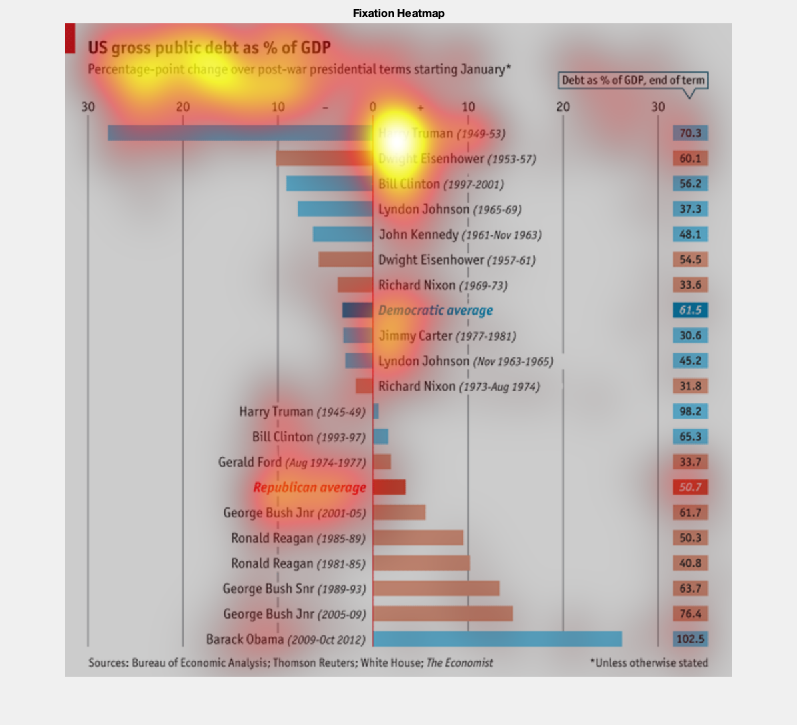 Fixation Heatmap
US gross public debt as % of GDP
Percentage-point change over post-war presidential terms starting January*
Debt as % of GDP, end of term
30 20 10 – 0 + 10 20 30
Harry Truman (1949-53) 70.3
Dwight Eisenhower (1953-57) 60.1
Bill Clinton (1997-2001) 56.2
Lyndon Johnson (1965-69) 37.3
John Kennedy (1961-Nov 1963) 48.1
Dwight Eisenhower (1957-61) 54.5
Richard Nixon (1969-73) 33.6
Democratic average 61.5
Jimmy Carter (1977-1981) 30.6
Lyndon Johnson (Nov 1963-1965) 45.2
Richard Nixon (1973-Aug 1974) 31.8
Harry Truman (1945-49) 98.2
Bill Clinton (1993-97) 65.3
Gerald Ford (Aug 1974-1977) 33.7
Republican average 50.7
George Bush Jnr (2001-05) 61.7
Ronald Reagan (1985-89) 50.3
Ronald Reagan (1981-85) 40.8
George Bush Snr (1989-93) 63.7
George Bush Jnr (2005-09) 76.4
Barack Obama (2009-Oct 2012) 102.5
Sources: Bureau of Economic Analysis; Thomson Reuters; White House; The Economist *Unless otherwise stated